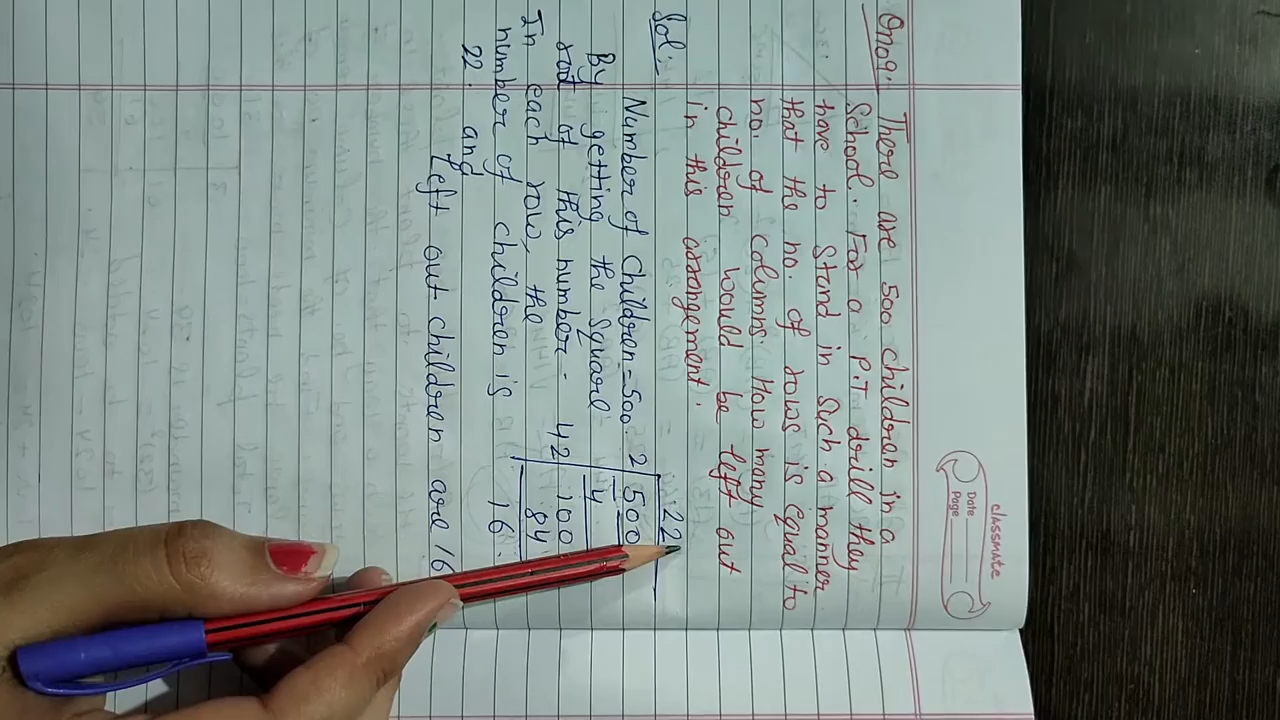 classmate
Date
Page
Qno9: There are 500 children in a
School. For a P.T drill they
have to Stand in Such a manner
that the no. of rows is equal to
no. of columns. How many
children would be left out
in this arrangement.
Sol:
Number of children = 500.
By getting the Square
root of this number.
In each row, the
number of children is
22. and
Left out children are 16
22
2 500
4
42 100
84
16.